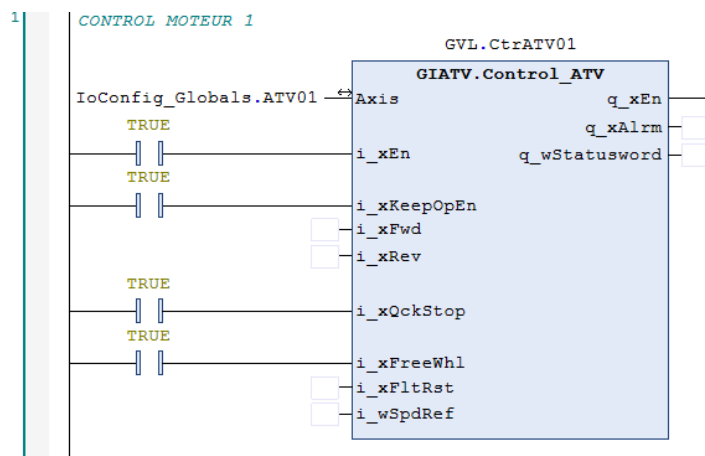 1
CONTROL MOTEUR 1
GVL.CtrATV01
GIATV.Control_ATV
IoConfig_Globals.ATV01 Axis q_xEn
TRUE q_xAlrm
i_xEn q_wStatusword
TRUE
i_xKeepOpEn
i_xFwd
i_xRev
TRUE
i_xQckStop
TRUE
i_xFreeWhl
i_xFltRst
i_wSpdRef